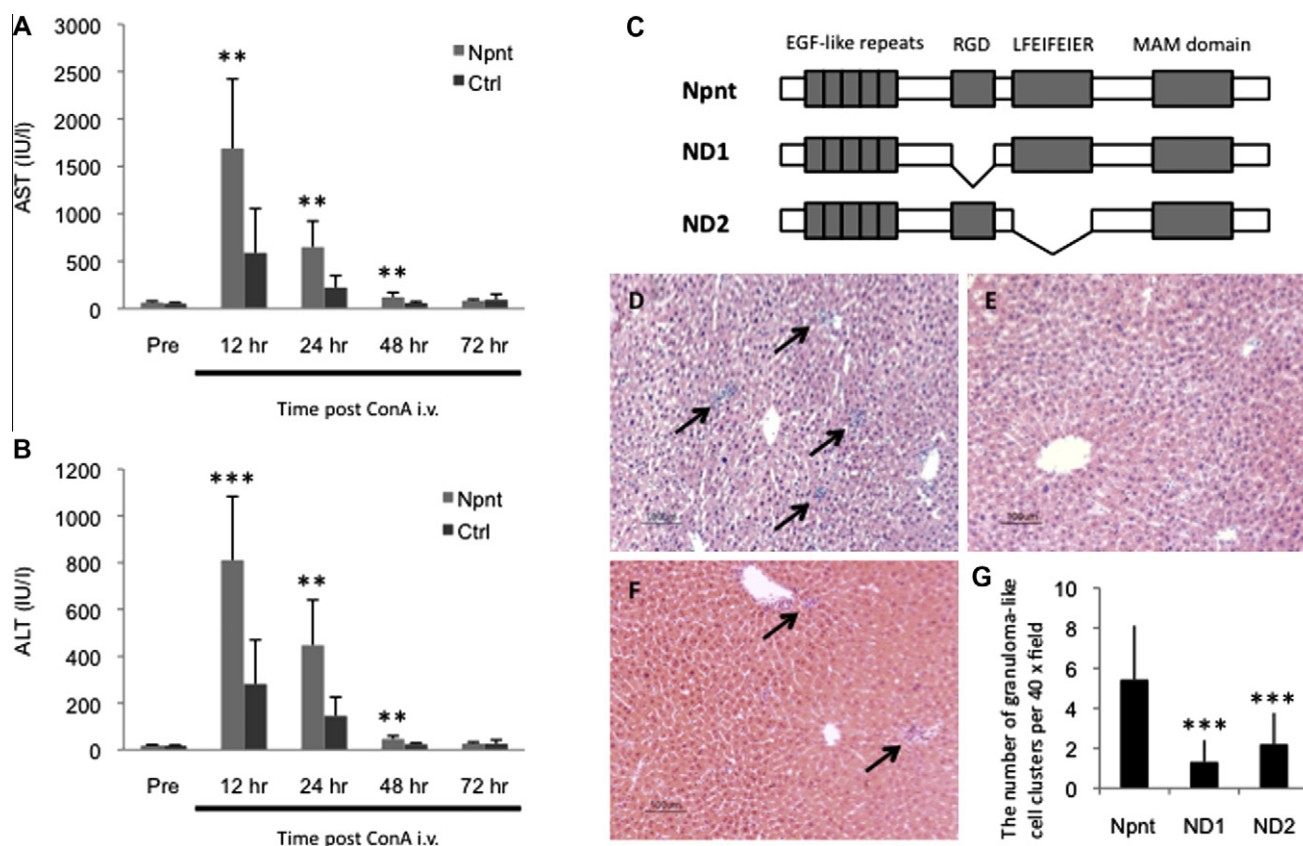 A
3000
2500
2000
1500
1000
500
0
AST (IU/l)
Npnt
Ctrl
**
**
**
Pre 12 hr 24 hr 48 hr 72 hr
Time post ConA i.v.
B
1200
1000
800
600
400
200
0
ALT (IU/l)
Npnt
Ctrl
***
**
**
Pre 12 hr 24 hr 48 hr 72 hr
Time post ConA i.v.
C
EGF-like repeats RGD LFEIFEIER MAM domain
Npnt
ND1
ND2
D
E
100um
F
100um
G
The number of granuloma-like
cell clusters per 40 x field
10
8
6
4
2
0
***
***
Npnt ND1 ND2